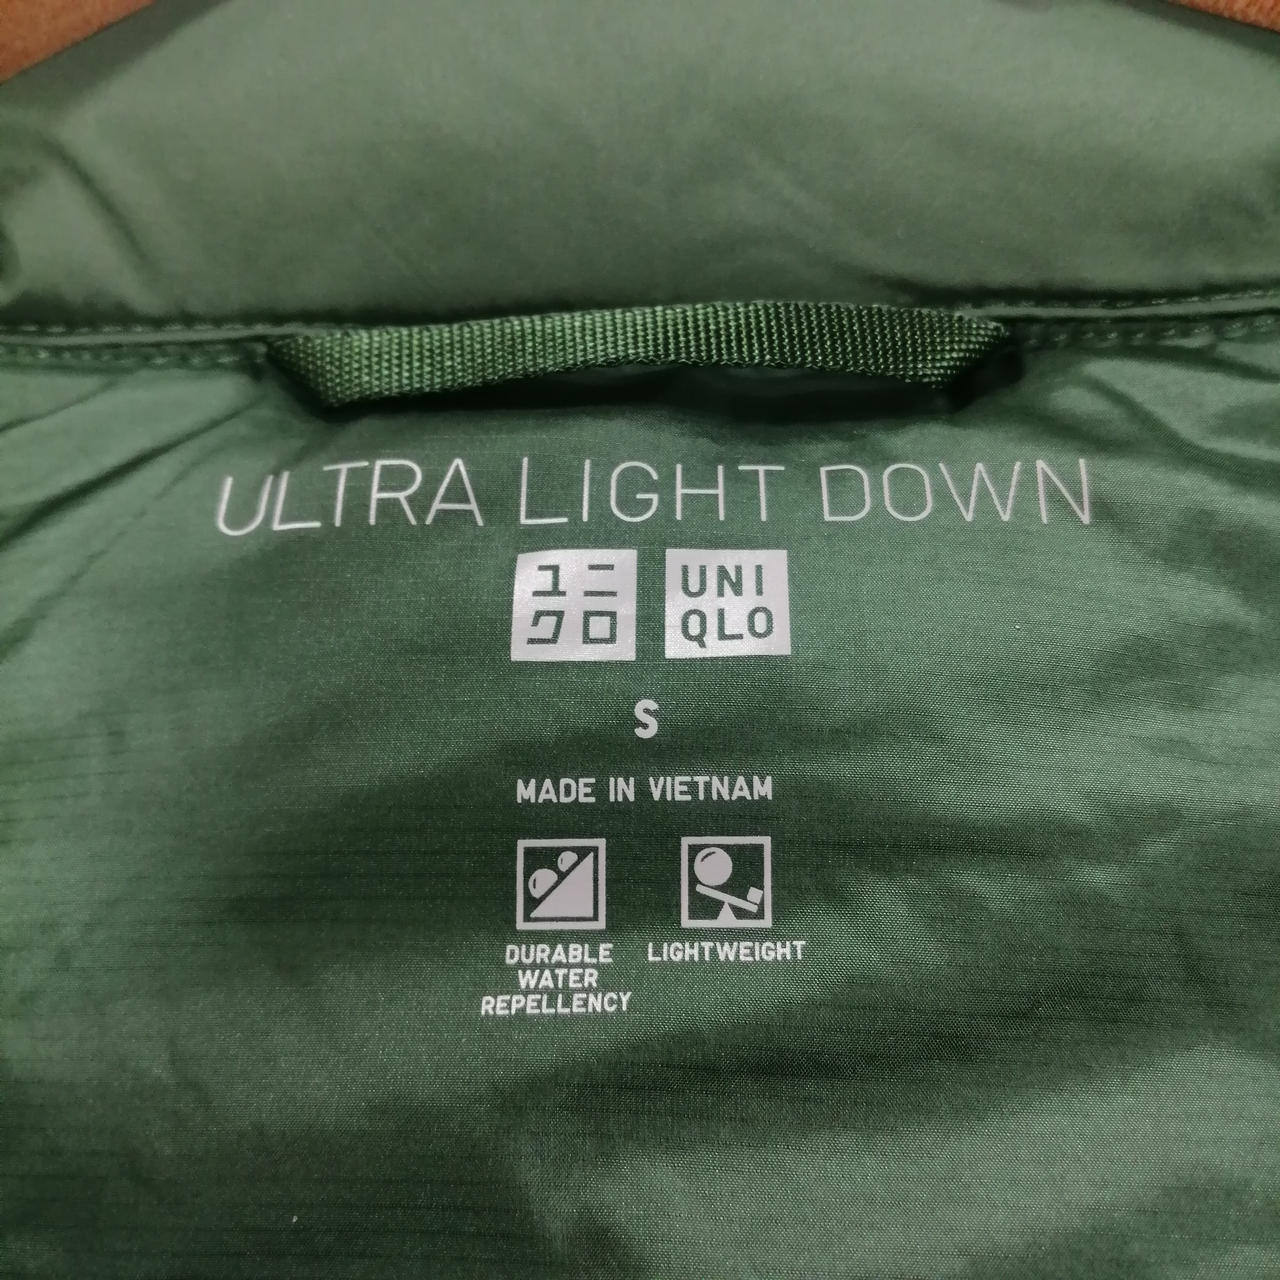 ULTRA LIGHT DOWN
ユニ UNI
クロ QLO
S
MADE IN VIETNAM
DURABLE LIGHTWEIGHT
WATER
REPELLENCY